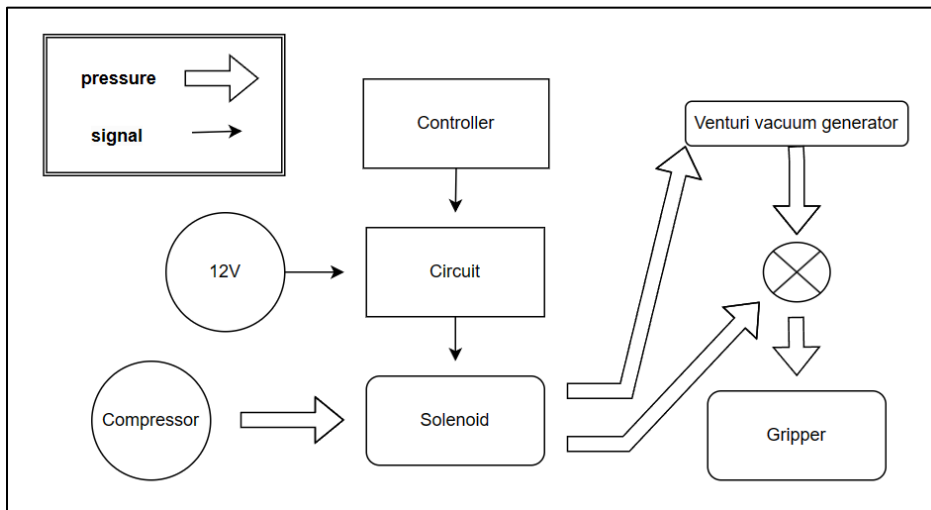 pressure
signal
Controller
Venturi vacuum generator
12V
Circuit
Compressor
Solenoid
Gripper